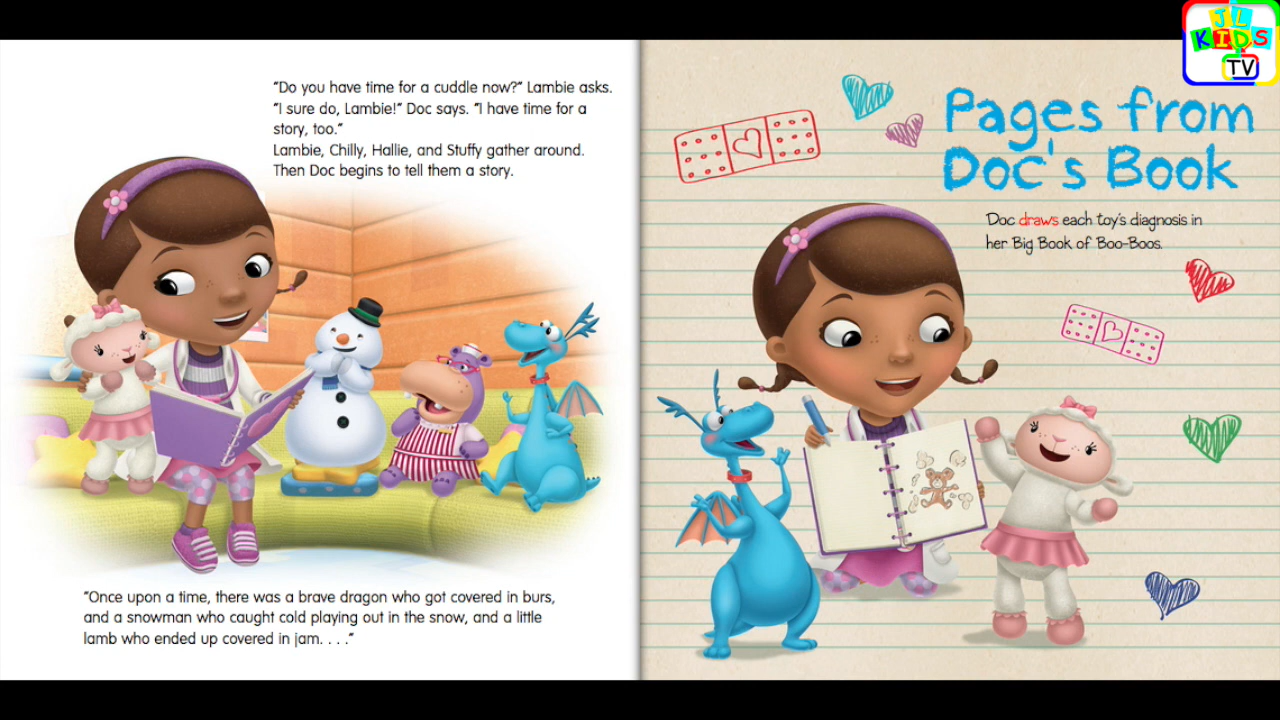 "Do you have time for a cuddle now?" Lambie asks.
"I sure do, Lambie!" Doc says. "I have time for a
story, too."
Lambie, Chilly, Hallie, and Stuffy gather around.
Then Doc begins to tell them a story.
"Once upon a time, there was a brave dragon who got covered in burs,
and a snowman who caught cold playing out in the snow, and a little
lamb who ended up covered in jam. . . ."
JL
KIDS
TV
Pages from
Doc's Book
Doc draws each toy's diagnosis in
her Big Book of Boo-Boos.